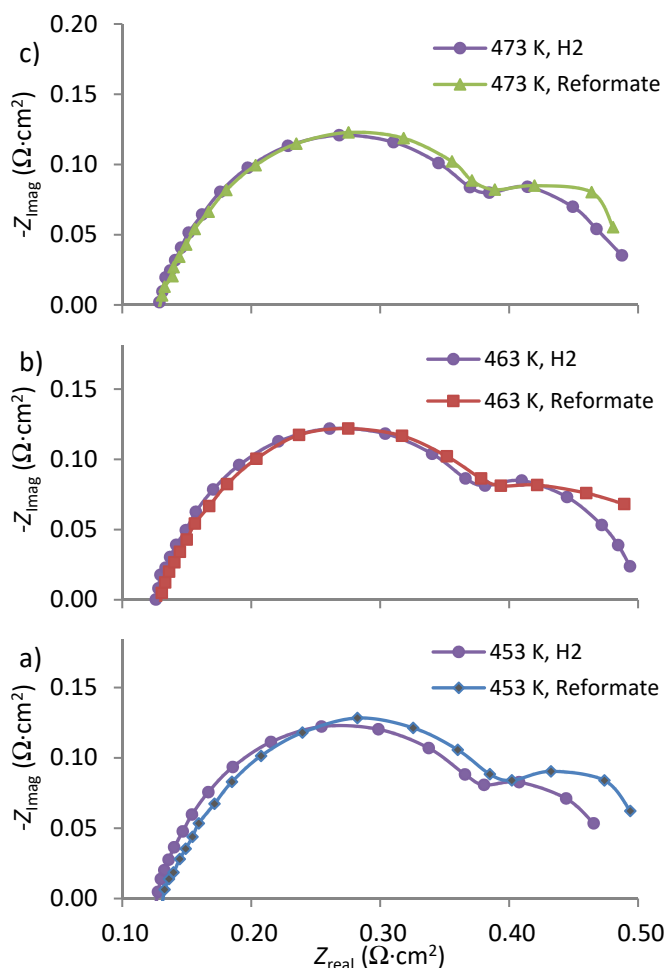 c)
0.20
473 K, H2
473 K, Reformate
0.15
0.10
0.05
0.00
-Zimag (Ω·cm²)
b)
463 K, H2
463 K, Reformate
0.15
0.10
0.05
0.00
-Zimag (Ω·cm²)
a)
453 K, H2
453 K, Reformate
0.15
0.10
0.05
0.00
-Zimag (Ω·cm²)
0.10 0.20 0.30 0.40 0.50
Zreal (Ω·cm²)